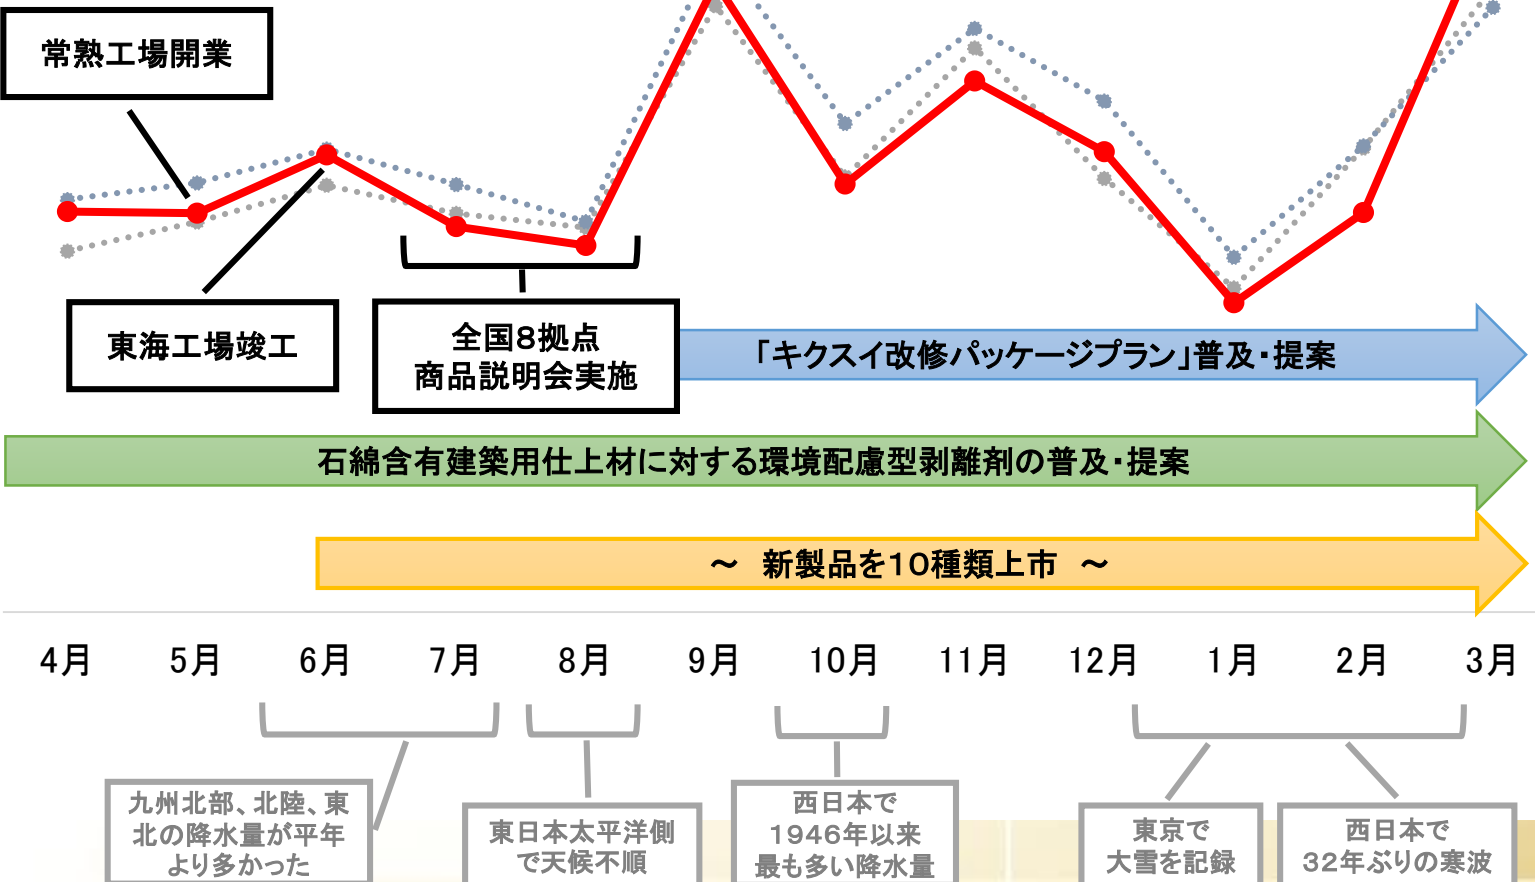 常熟工場開業
東海工場竣工
全国８拠点
商品説明会実施
「キクスイ改修パッケージプラン」普及・提案
石綿含有建築用仕上材に対する環境配慮型剥離剤の普及・提案
～　新製品を１０種類上市　～
4月 5月 6月 7月 8月 9月 10月 11月 12月 1月 2月 3月
九州北部、北陸、東
北の降水量が平年
より多かった
東日本太平洋側
で天候不順
西日本で
1946年以来
最も多い降水量
東京で
大雪を記録
西日本で
32年ぶりの寒波